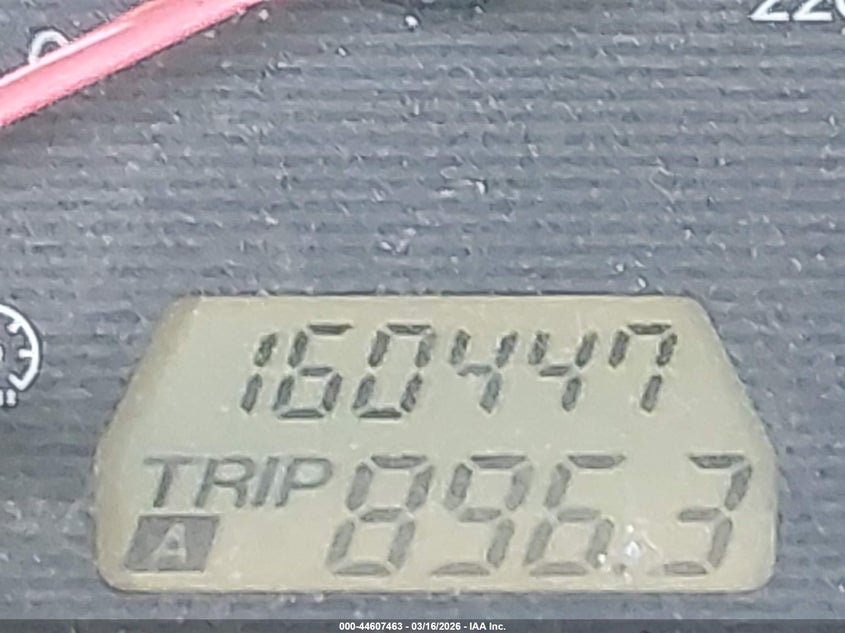 220
160447
TRIP 896.3
A
000-44607463 - 03/16/2026 - IAA Inc.